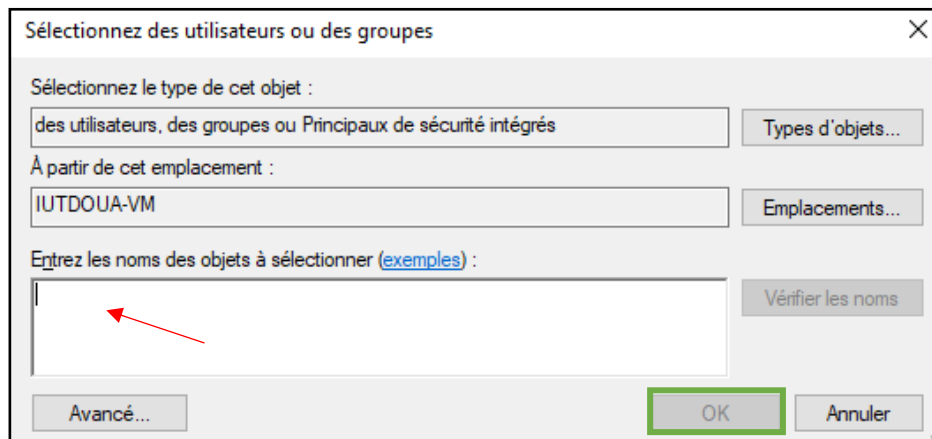 Sélectionnez des utilisateurs ou des groupes
Sélectionnez le type de cet objet :
des utilisateurs, des groupes ou Principaux de sécurité intégrés
Types d'objets...
À partir de cet emplacement :
IUTDOUA-VM
Emplacements...
Entrez les noms des objets à sélectionner (exemples) :
Vérifier les noms
Avancé...
OK
Annuler